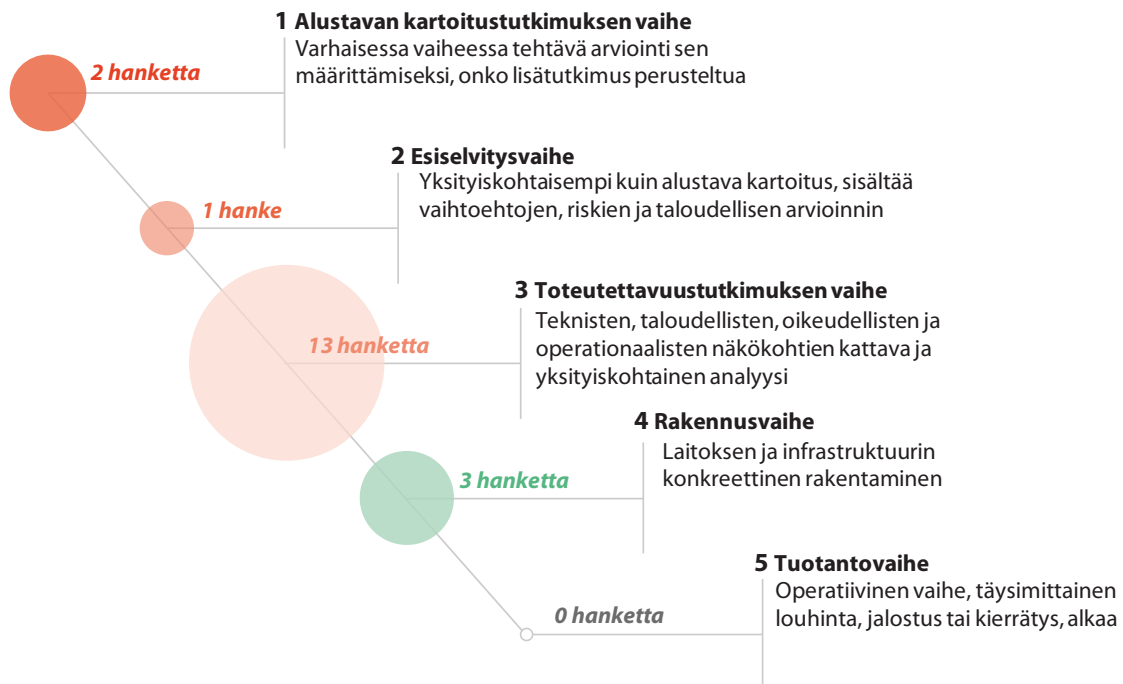 1 Alustavan kartoitustutkimuksen vaihe
Varhaisessa vaiheessa tehtävä arviointi sen
määrittämiseksi, onko lisätutkimus perusteltua
2 hanketta
2 Esiselvitysvaihe
Yksityiskohtaisempi kuin alustava kartoitus, sisältää
vaihtoehtojen, riskien ja taloudellisen arvioinnin
1 hanke
3 Toteutettavuustutkimuksen vaihe
Teknisten, taloudellisten, oikeudellisten ja
operationaalisten näkökohtien kattava ja
yksityiskohtainen analyysi
13 hanketta
4 Rakennusvaihe
Laitoksen ja infrastruktuurin
konkreettinen rakentaminen
3 hanketta
5 Tuotantovaihe
Operatiivinen vaihe, täysimittainen
louhinta, jalostus tai kierrätys, alkaa
0 hanketta